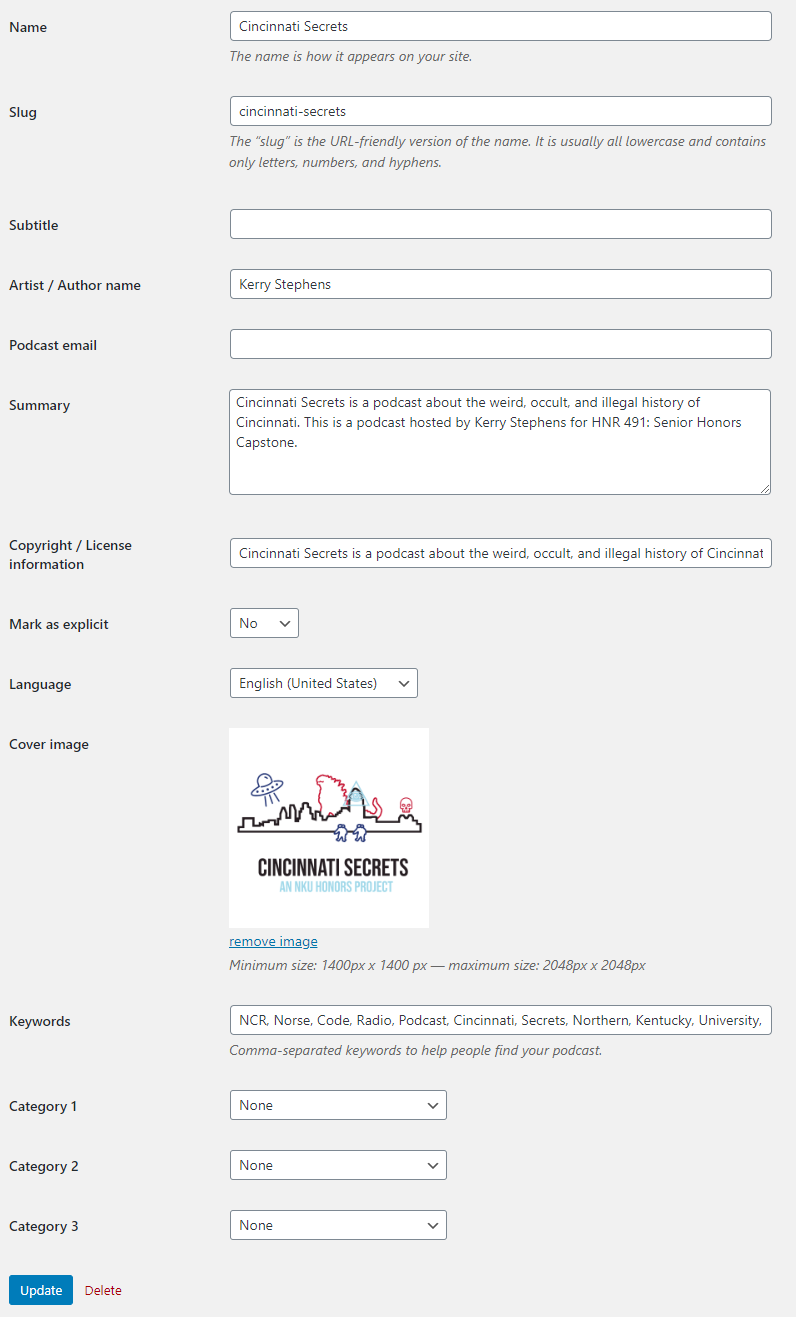 Name
Cincinnati Secrets
The name is how it appears on your site.
Slug
cincinnati-secrets
The “slug” is the URL-friendly version of the name. It is usually all lowercase and contains
only letters, numbers, and hyphens.
Subtitle
Artist / Author name
Kerry Stephens
Podcast email
Summary
Cincinnati Secrets is a podcast about the weird, occult, and illegal history of
Cincinnati. This is a podcast hosted by Kerry Stephens for HNR 491: Senior Honors
Capstone.
Copyright / License
information
Cincinnati Secrets is a podcast about the weird, occult, and illegal history of Cincinnat
Mark as explicit
No
Language
English (United States)
Cover image
CINCINNATI SECRETS
AN NKU HONORS PROJECT
remove image
Minimum size: 1400px x 1400 px — maximum size: 2048px x 2048px
Keywords
NCR, Norse, Code, Radio, Podcast, Cincinnati, Secrets, Northern, Kentucky, University,
Comma-separated keywords to help people find your podcast.
Category 1
None
Category 2
None
Category 3
None
Update
Delete